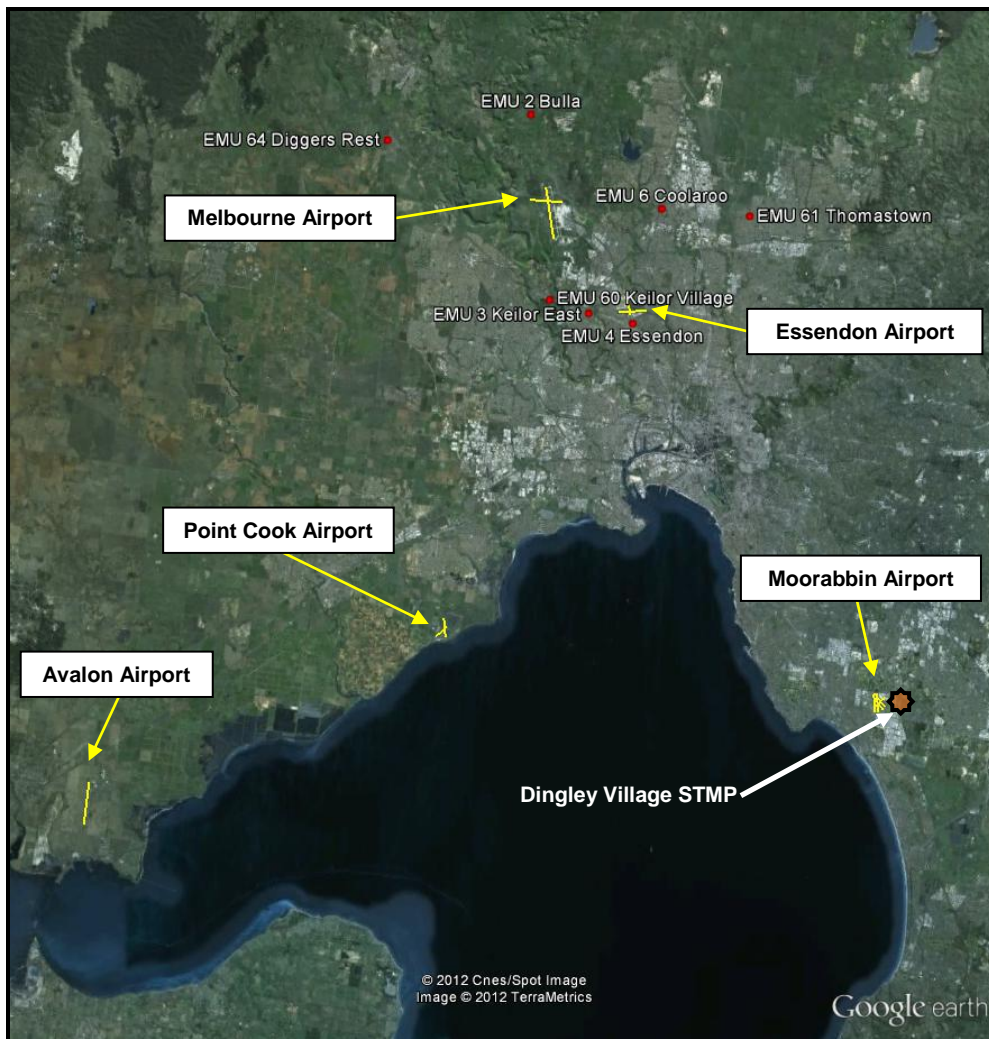 EMU 2 Bulla
EMU 64 Diggers Rest
Melbourne Airport
EMU 6 Coolaroo
EMU 61 Thomastown
EMU 60 Keilor Village
EMU 3 Keilor East
EMU 4 Essendon
Essendon Airport
Point Cook Airport
Moorabbin Airport
Avalon Airport
Dingley Village STMP
© 2012 Cnes/Spot Image
Image © 2012 TerraMetrics
Google earth